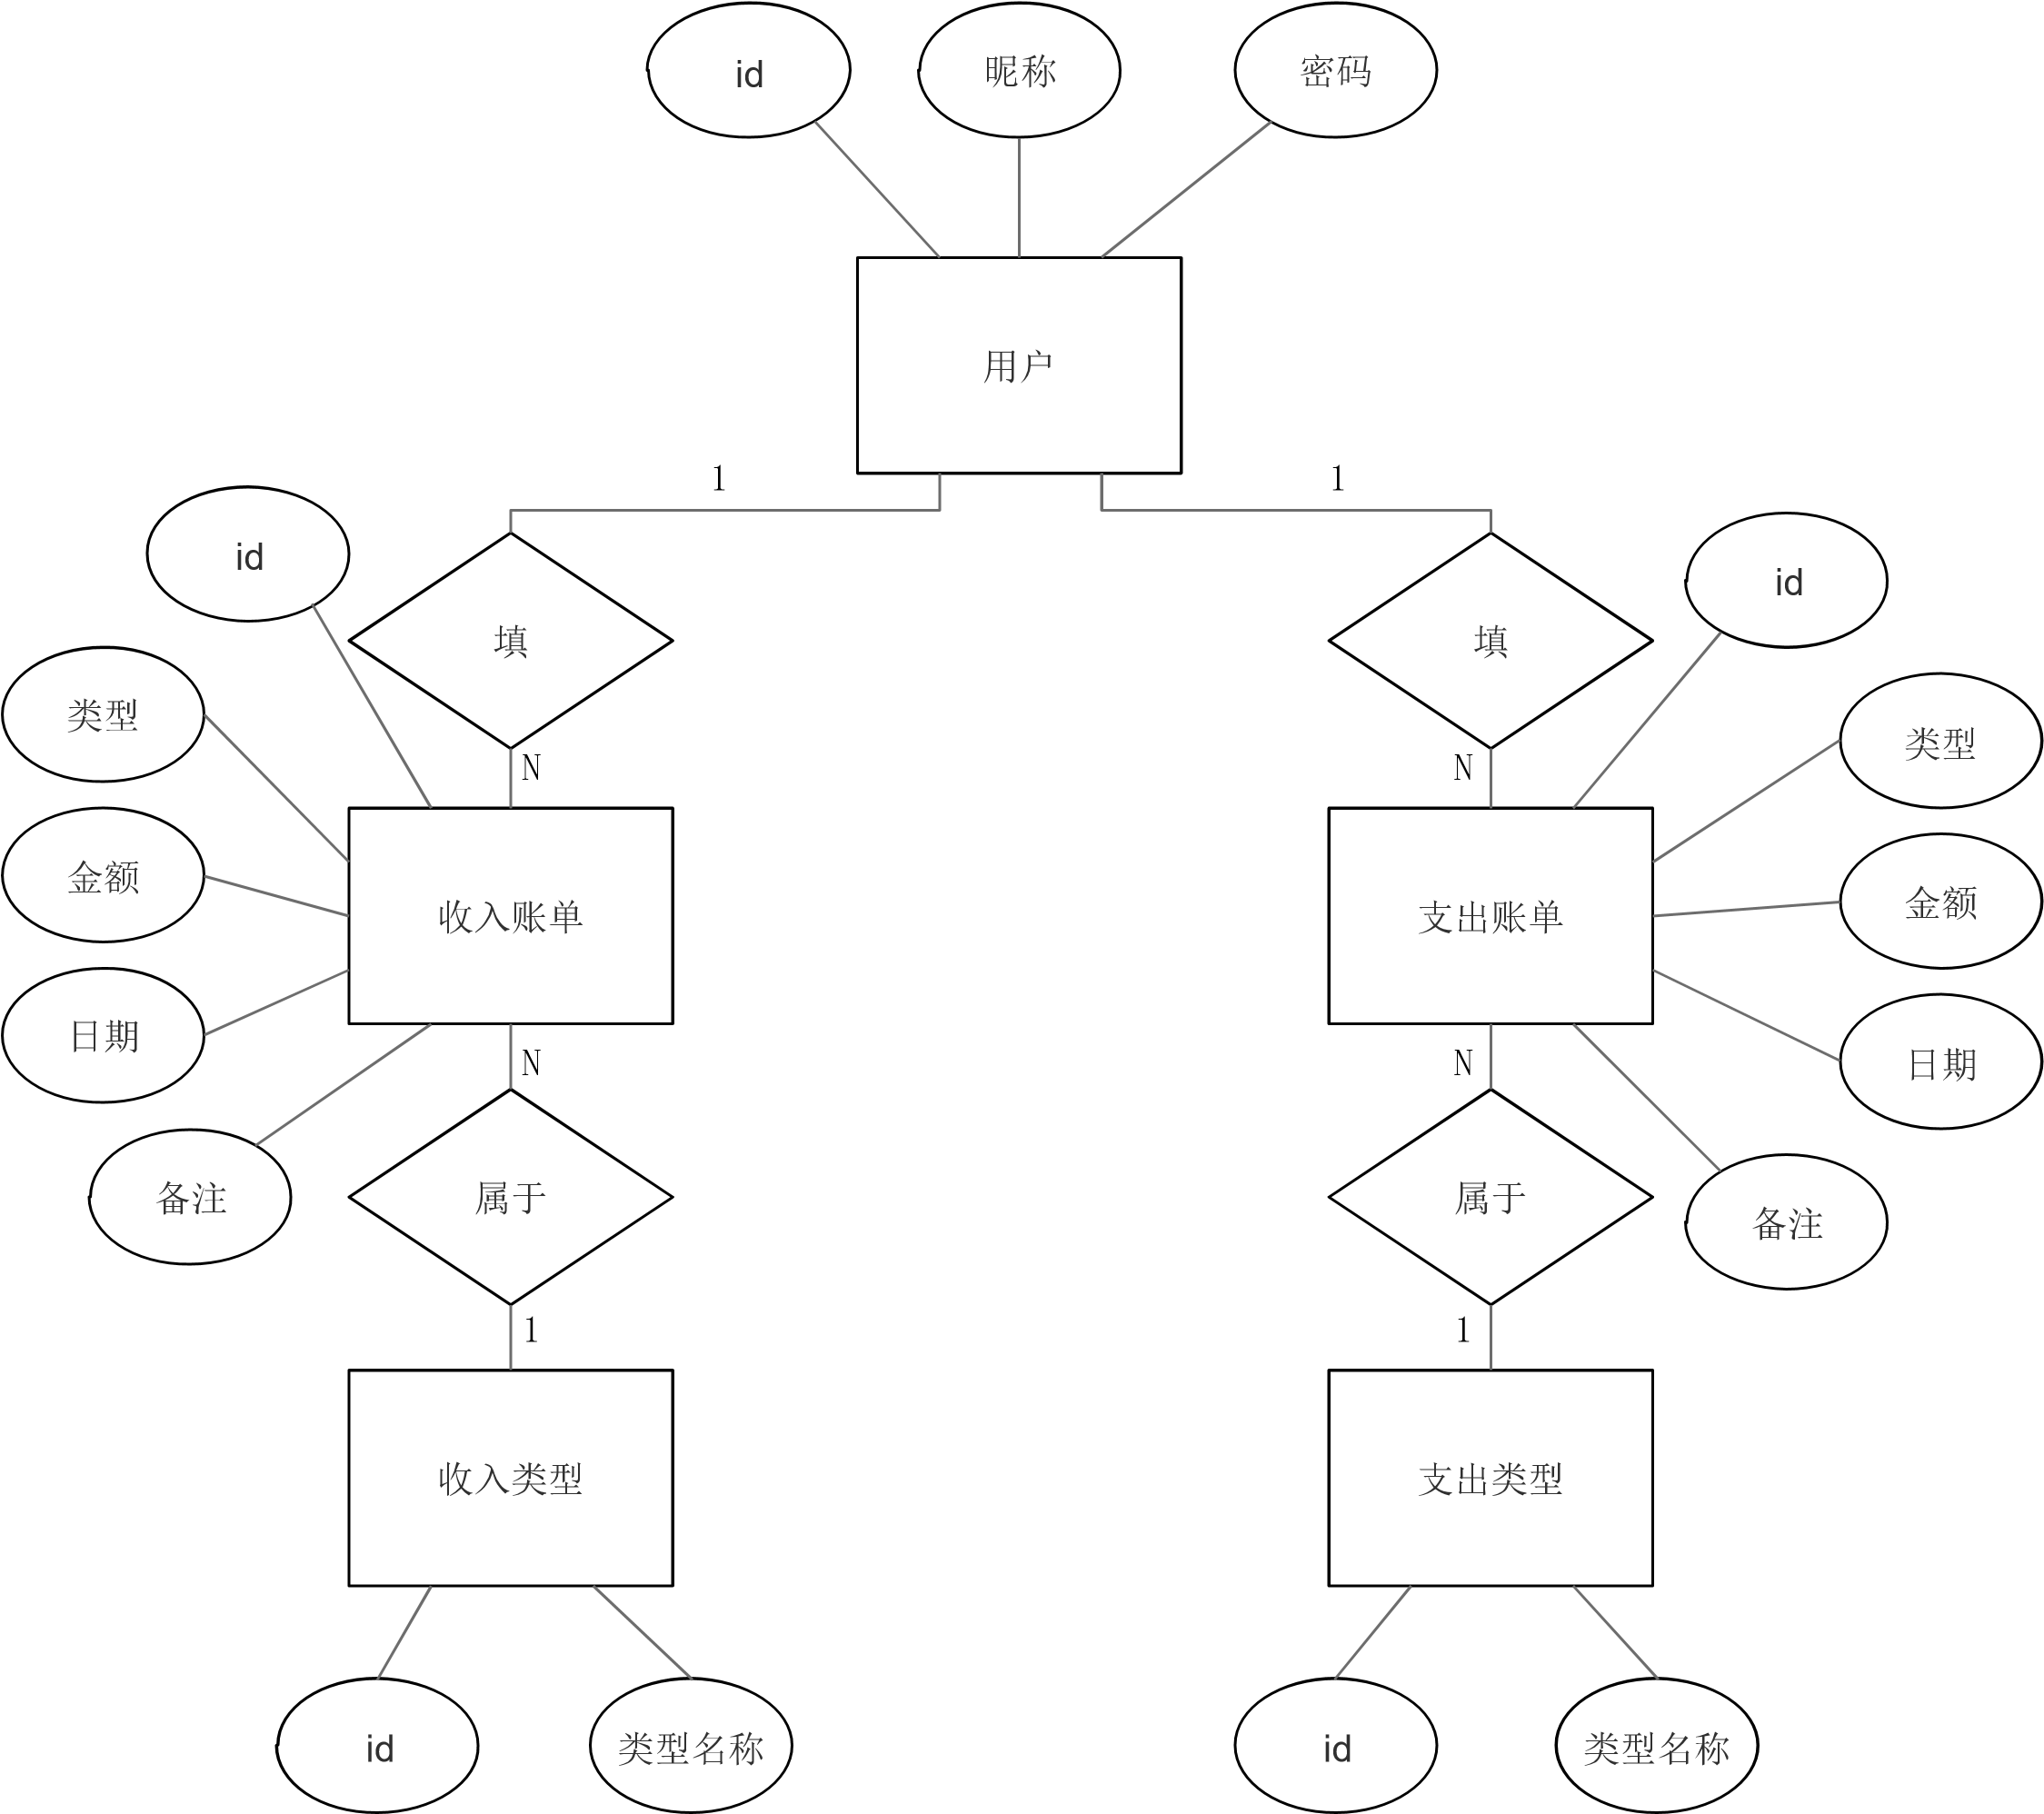 id
昵称
密码
用户
1
1
id
填
填
id
类型
N
N
类型
金额
收入账单
支出账单
金额
日期
N
N
日期
备注
属于
属于
备注
1
1
收入类型
支出类型
id
类型名称
id
类型名称